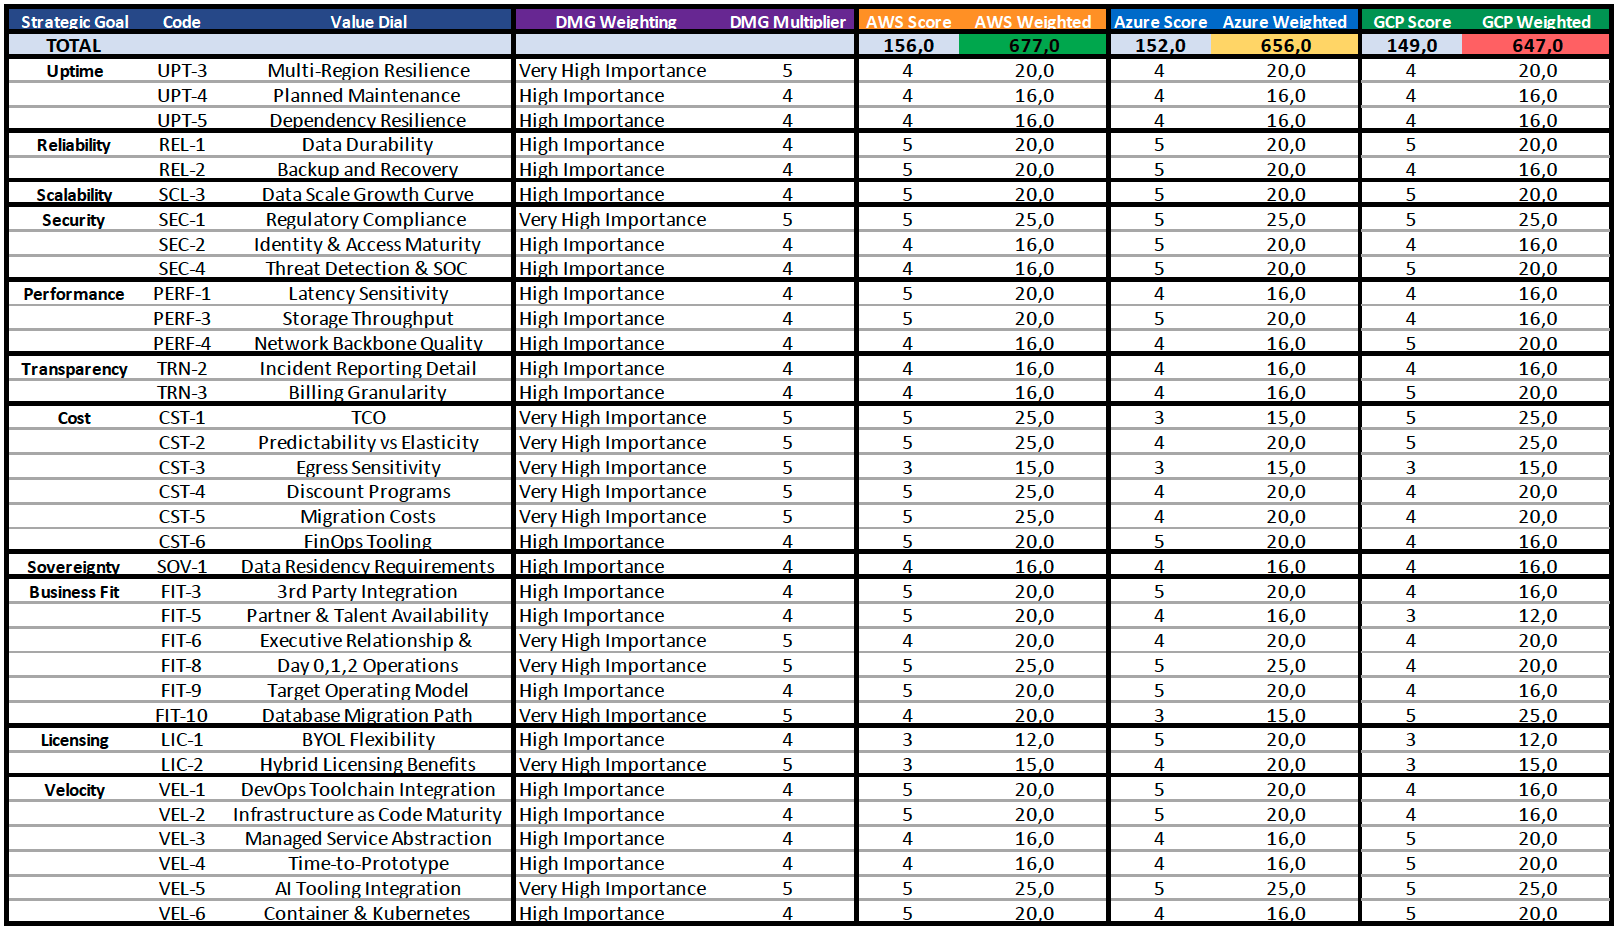 Strategic Goal Code Value Dial DMG Weighting DMG Multiplier AWS Score AWS Weighted Azure Score Azure Weighted GCP Score GCP Weighted
TOTAL 156,0 677,0 152,0 656,0 149,0 647,0
Uptime UPT-3 Multi-Region Resilience Very High Importance 5 4 20,0 4 20,0 4 20,0
UPT-4 Planned Maintenance High Importance 4 4 16,0 4 16,0 4 16,0
UPT-5 Dependency Resilience High Importance 4 4 16,0 4 16,0 4 16,0
Reliability REL-1 Data Durability High Importance 4 5 20,0 5 20,0 5 20,0
REL-2 Backup and Recovery High Importance 4 5 20,0 5 20,0 4 16,0
Scalability SCL-3 Data Scale Growth Curve High Importance 4 5 20,0 5 20,0 5 20,0
Security SEC-1 Regulatory Compliance Very High Importance 5 5 25,0 5 25,0 5 25,0
SEC-2 Identity & Access Maturity High Importance 4 4 16,0 5 20,0 4 16,0
SEC-4 Threat Detection & SOC High Importance 4 4 16,0 5 20,0 5 20,0
Performance PERF-1 Latency Sensitivity High Importance 4 5 20,0 4 16,0 4 16,0
PERF-3 Storage Throughput High Importance 4 5 20,0 5 20,0 4 16,0
PERF-4 Network Backbone Quality High Importance 4 4 16,0 4 16,0 5 20,0
Transparency TRN-2 Incident Reporting Detail High Importance 4 4 16,0 4 16,0 4 16,0
TRN-3 Billing Granularity High Importance 4 4 16,0 4 16,0 5 20,0
Cost CST-1 TCO Very High Importance 5 5 25,0 3 15,0 5 25,0
CST-2 Predictability vs Elasticity Very High Importance 5 5 25,0 4 20,0 5 25,0
CST-3 Egress Sensitivity Very High Importance 5 3 15,0 3 15,0 3 15,0
CST-4 Discount Programs Very High Importance 5 5 25,0 4 20,0 4 20,0
CST-5 Migration Costs Very High Importance 5 5 25,0 4 20,0 4 20,0
CST-6 FinOps Tooling High Importance 4 5 20,0 5 20,0 4 16,0
Sovereignty SOV-1 Data Residency Requirements High Importance 4 4 16,0 4 16,0 4 16,0
Business Fit FIT-3 3rd Party Integration High Importance 4 5 20,0 5 20,0 4 16,0
FIT-5 Partner & Talent Availability High Importance 4 5 20,0 4 16,0 3 12,0
FIT-6 Executive Relationship & Very High Importance 5 4 20,0 4 20,0 4 20,0
FIT-8 Day 0,1,2 Operations Very High Importance 5 5 25,0 5 25,0 4 20,0
FIT-9 Target Operating Model High Importance 4 5 20,0 5 20,0 4 16,0
FIT-10 Database Migration Path Very High Importance 5 4 20,0 3 15,0 5 25,0
Licensing LIC-1 BYOL Flexibility High Importance 4 3 12,0 5 20,0 3 12,0
LIC-2 Hybrid Licensing Benefits Very High Importance 5 3 15,0 4 20,0 3 15,0
Velocity VEL-1 DevOps Toolchain Integration High Importance 4 5 20,0 5 20,0 4 16,0
VEL-2 Infrastructure as Code Maturity High Importance 4 5 20,0 5 20,0 4 16,0
VEL-3 Managed Service Abstraction High Importance 4 4 16,0 4 16,0 5 20,0
VEL-4 Time-to-Prototype High Importance 4 4 16,0 4 16,0 5 20,0
VEL-5 AI Tooling Integration Very High Importance 5 5 25,0 5 25,0 5 25,0
VEL-6 Container & Kubernetes High Importance 4 5 20,0 4 16,0 5 20,0